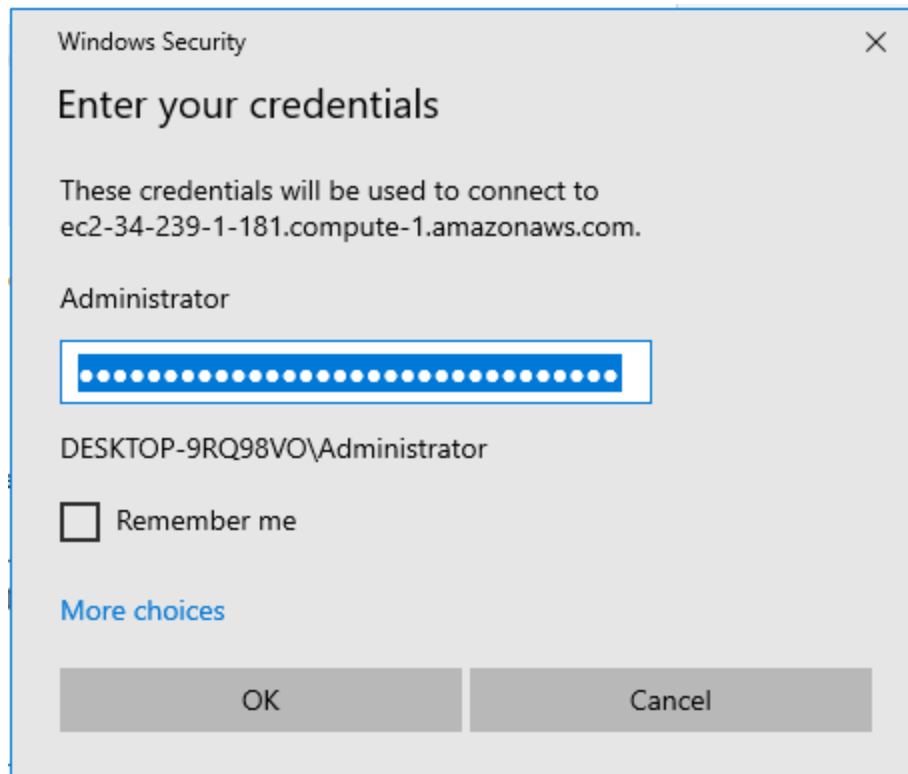 Windows Security
Enter your credentials
These credentials will be used to connect to
ec2-34-239-1-181.compute-1.amazonaws.com.
Administrator
••••••••••••••••••••••••••••••••
DESKTOP-9RQ98VO\Administrator
Remember me
More choices
OK
Cancel